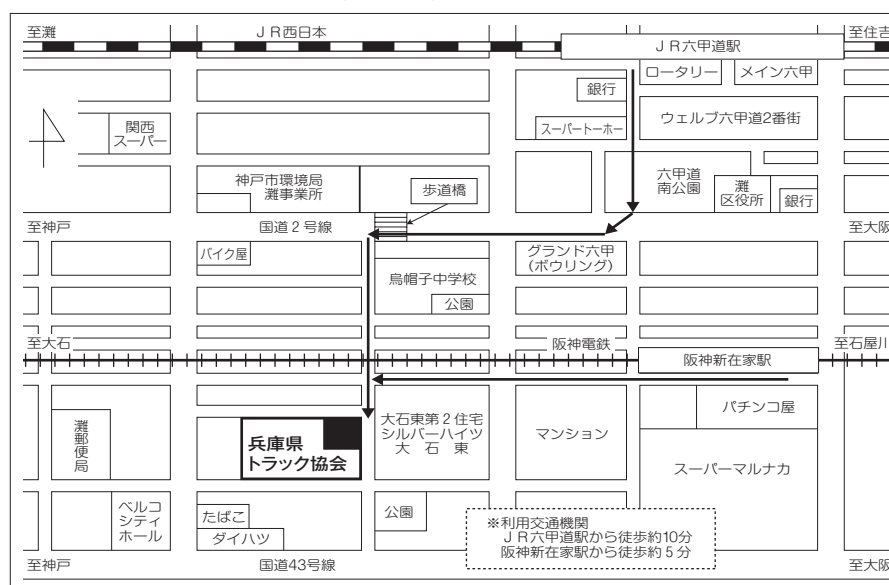 至灘
ＪＲ西日本
ＪＲ六甲道駅
至住吉
ロータリー
メイン六甲
銀行
関西
スーパー
スーパートーホー
ウェルブ六甲道2番街
神戸市環境局
灘事業所
歩道橋
六甲道
南公園
灘
区役所
銀行
至神戸
国道２号線
至大阪
バイク屋
グランド六甲
（ボウリング）
烏帽子中学校
公園
至大石
阪神電鉄
至石屋川
阪神新在家駅
灘郵便局
兵庫県
トラック協会
大石東第２住宅
シルバーハイツ
大石東
マンション
パチンコ屋
スーパーマルナカ
ベルコ
シティ
ホール
たばこ
ダイハツ
公園
※利用交通機関
ＪＲ六甲道駅から徒歩約10分
阪神新在家駅から徒歩約５分
至神戸
国道43号線
至大阪